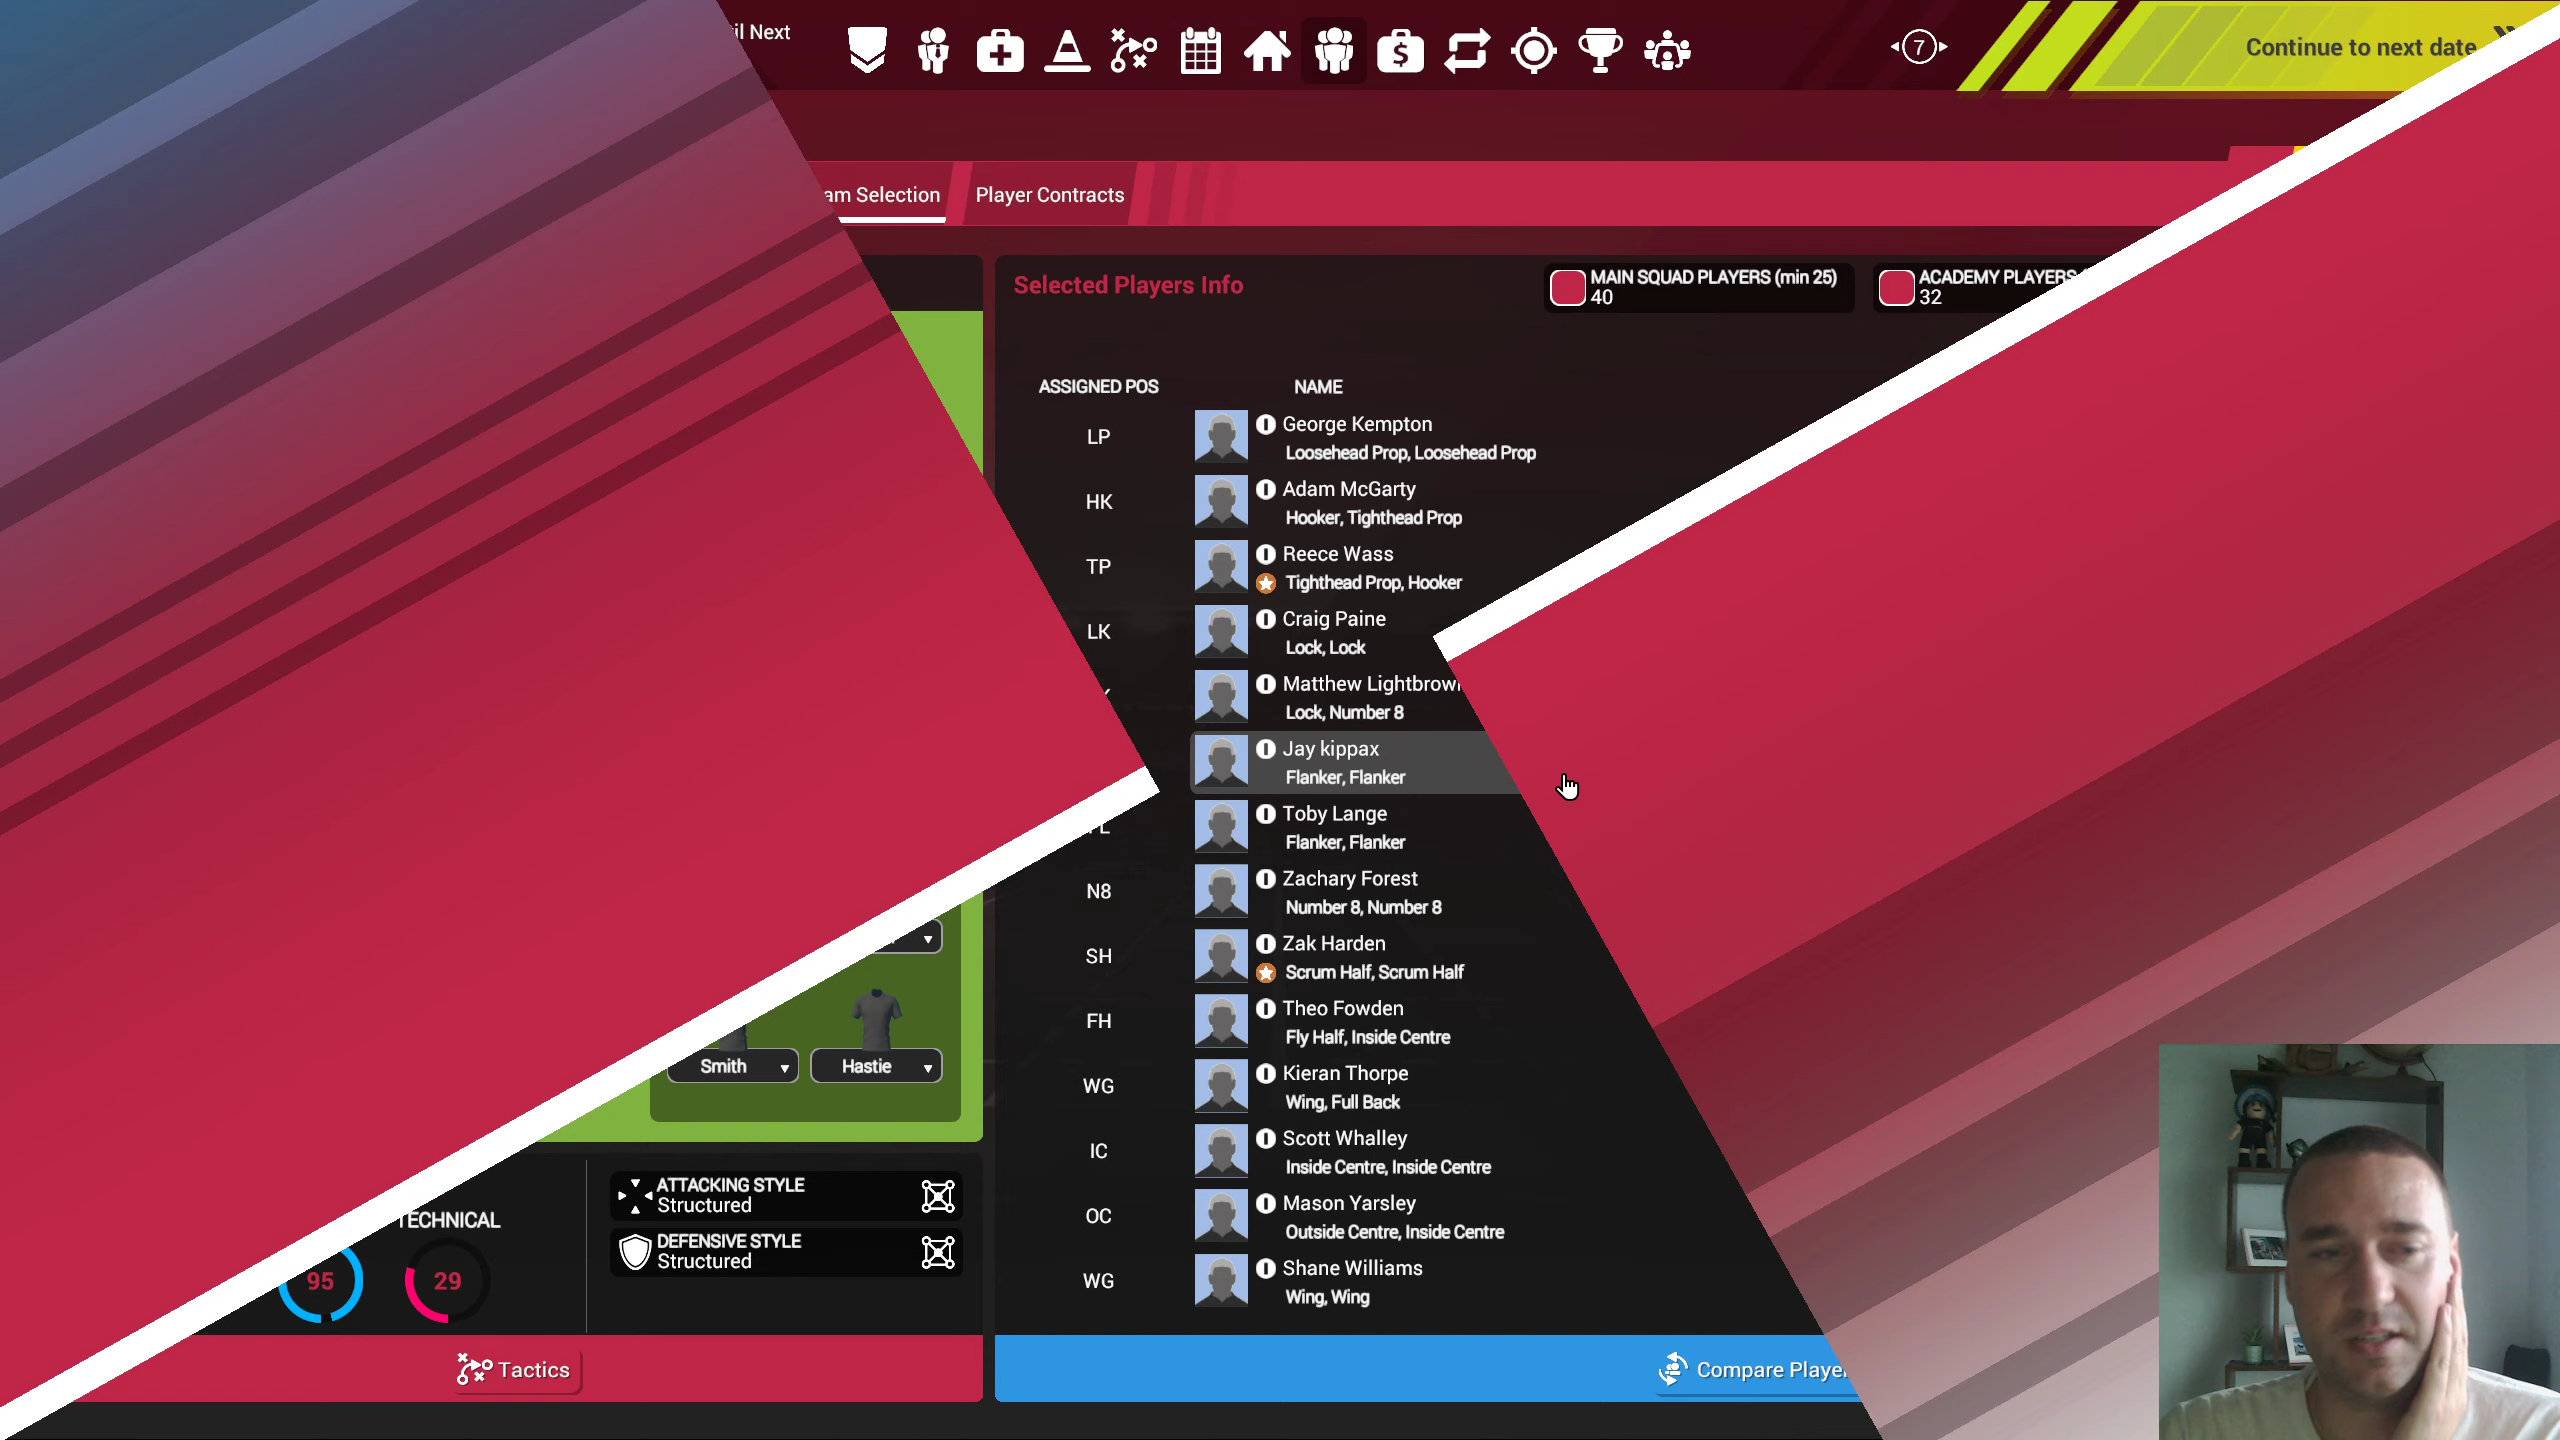 il Next
7
Continue to next date
am Selection
Player Contracts
Selected Players Info
MAIN SQUAD PLAYERS (min 25)
40
ACADEMY PLAYERS
32
ASSIGNED POS
NAME
LP
George Kempton
Loosehead Prop, Loosehead Prop
HK
Adam McGarty
Hooker, Tighthead Prop
TP
Reece Wass
Tighthead Prop, Hooker
LK
Craig Paine
Lock, Lock
Matthew Lightbrow
Lock, Number 8
Jay kippax
Flanker, Flanker
Toby Lange
Flanker, Flanker
N8
Zachary Forest
Number 8, Number 8
SH
Zak Harden
Scrum Half, Scrum Half
FH
Theo Fowden
Fly Half, Inside Centre
WG
Kieran Thorpe
Wing, Full Back
IC
Scott Whalley
Inside Centre, Inside Centre
OC
Mason Yarsley
Outside Centre, Inside Centre
WG
Shane Williams
Wing, Wing
Smith
Hastie
TECHNICAL
95
29
ATTACKING STYLE
Structured
DEFENSIVE STYLE
Structured
Tactics
Compare Player